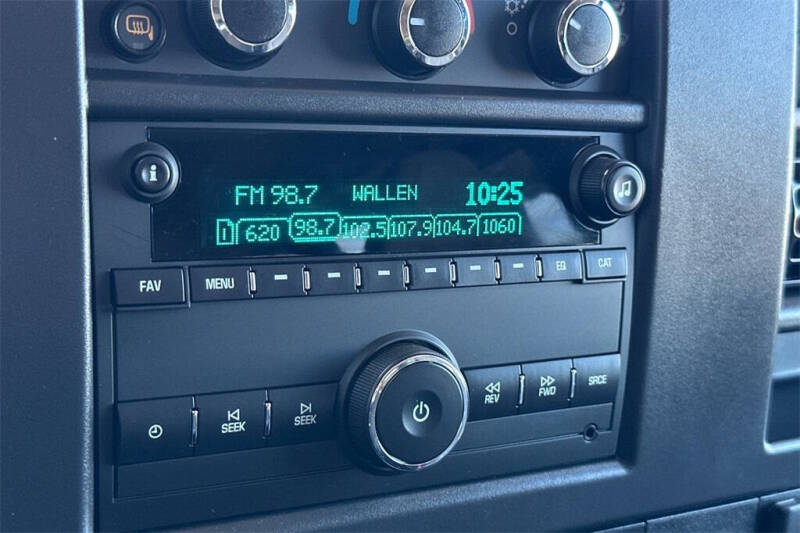 FM 98.7 WALLEN 10:25
1 620 98.7 102.5 107.9 104.7 1060
FAV MENU EQ CAT
SEEK SEEK REV FWD SRCE